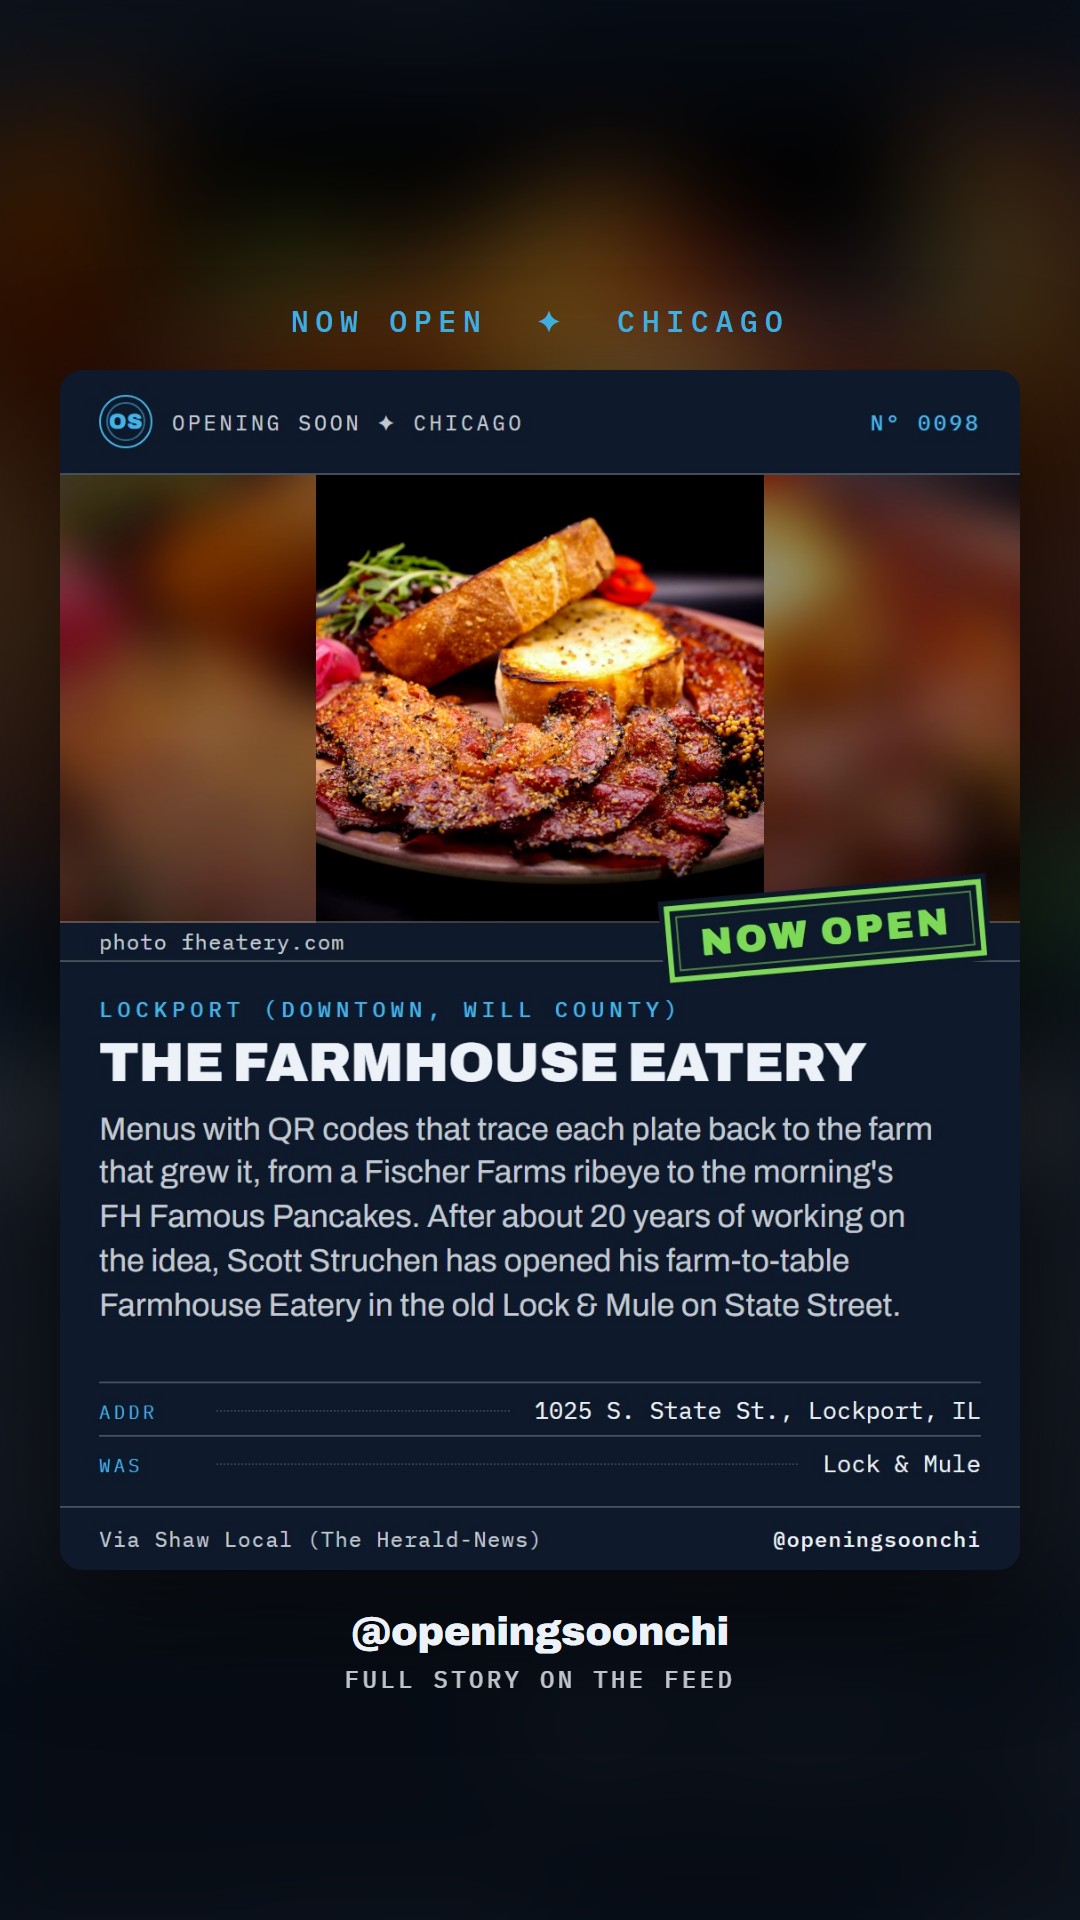 NOW OPEN ✦ CHICAGO
OS OPENING SOON ✦ CHICAGO N° 0098
photo fheatery.com
NOW OPEN
LOCKPORT (DOWNTOWN, WILL COUNTY)
THE FARMHOUSE EATERY
Menus with QR codes that trace each plate back to the farm
that grew it, from a Fischer Farms ribeye to the morning's
FH Famous Pancakes. After about 20 years of working on
the idea, Scott Struchen has opened his farm-to-table
Farmhouse Eatery in the old Lock & Mule on State Street.
ADDR 1025 S. State St., Lockport, IL
WAS Lock & Mule
Via Shaw Local (The Herald-News) @openingsoonchi
@openingsoonchi
FULL STORY ON THE FEED